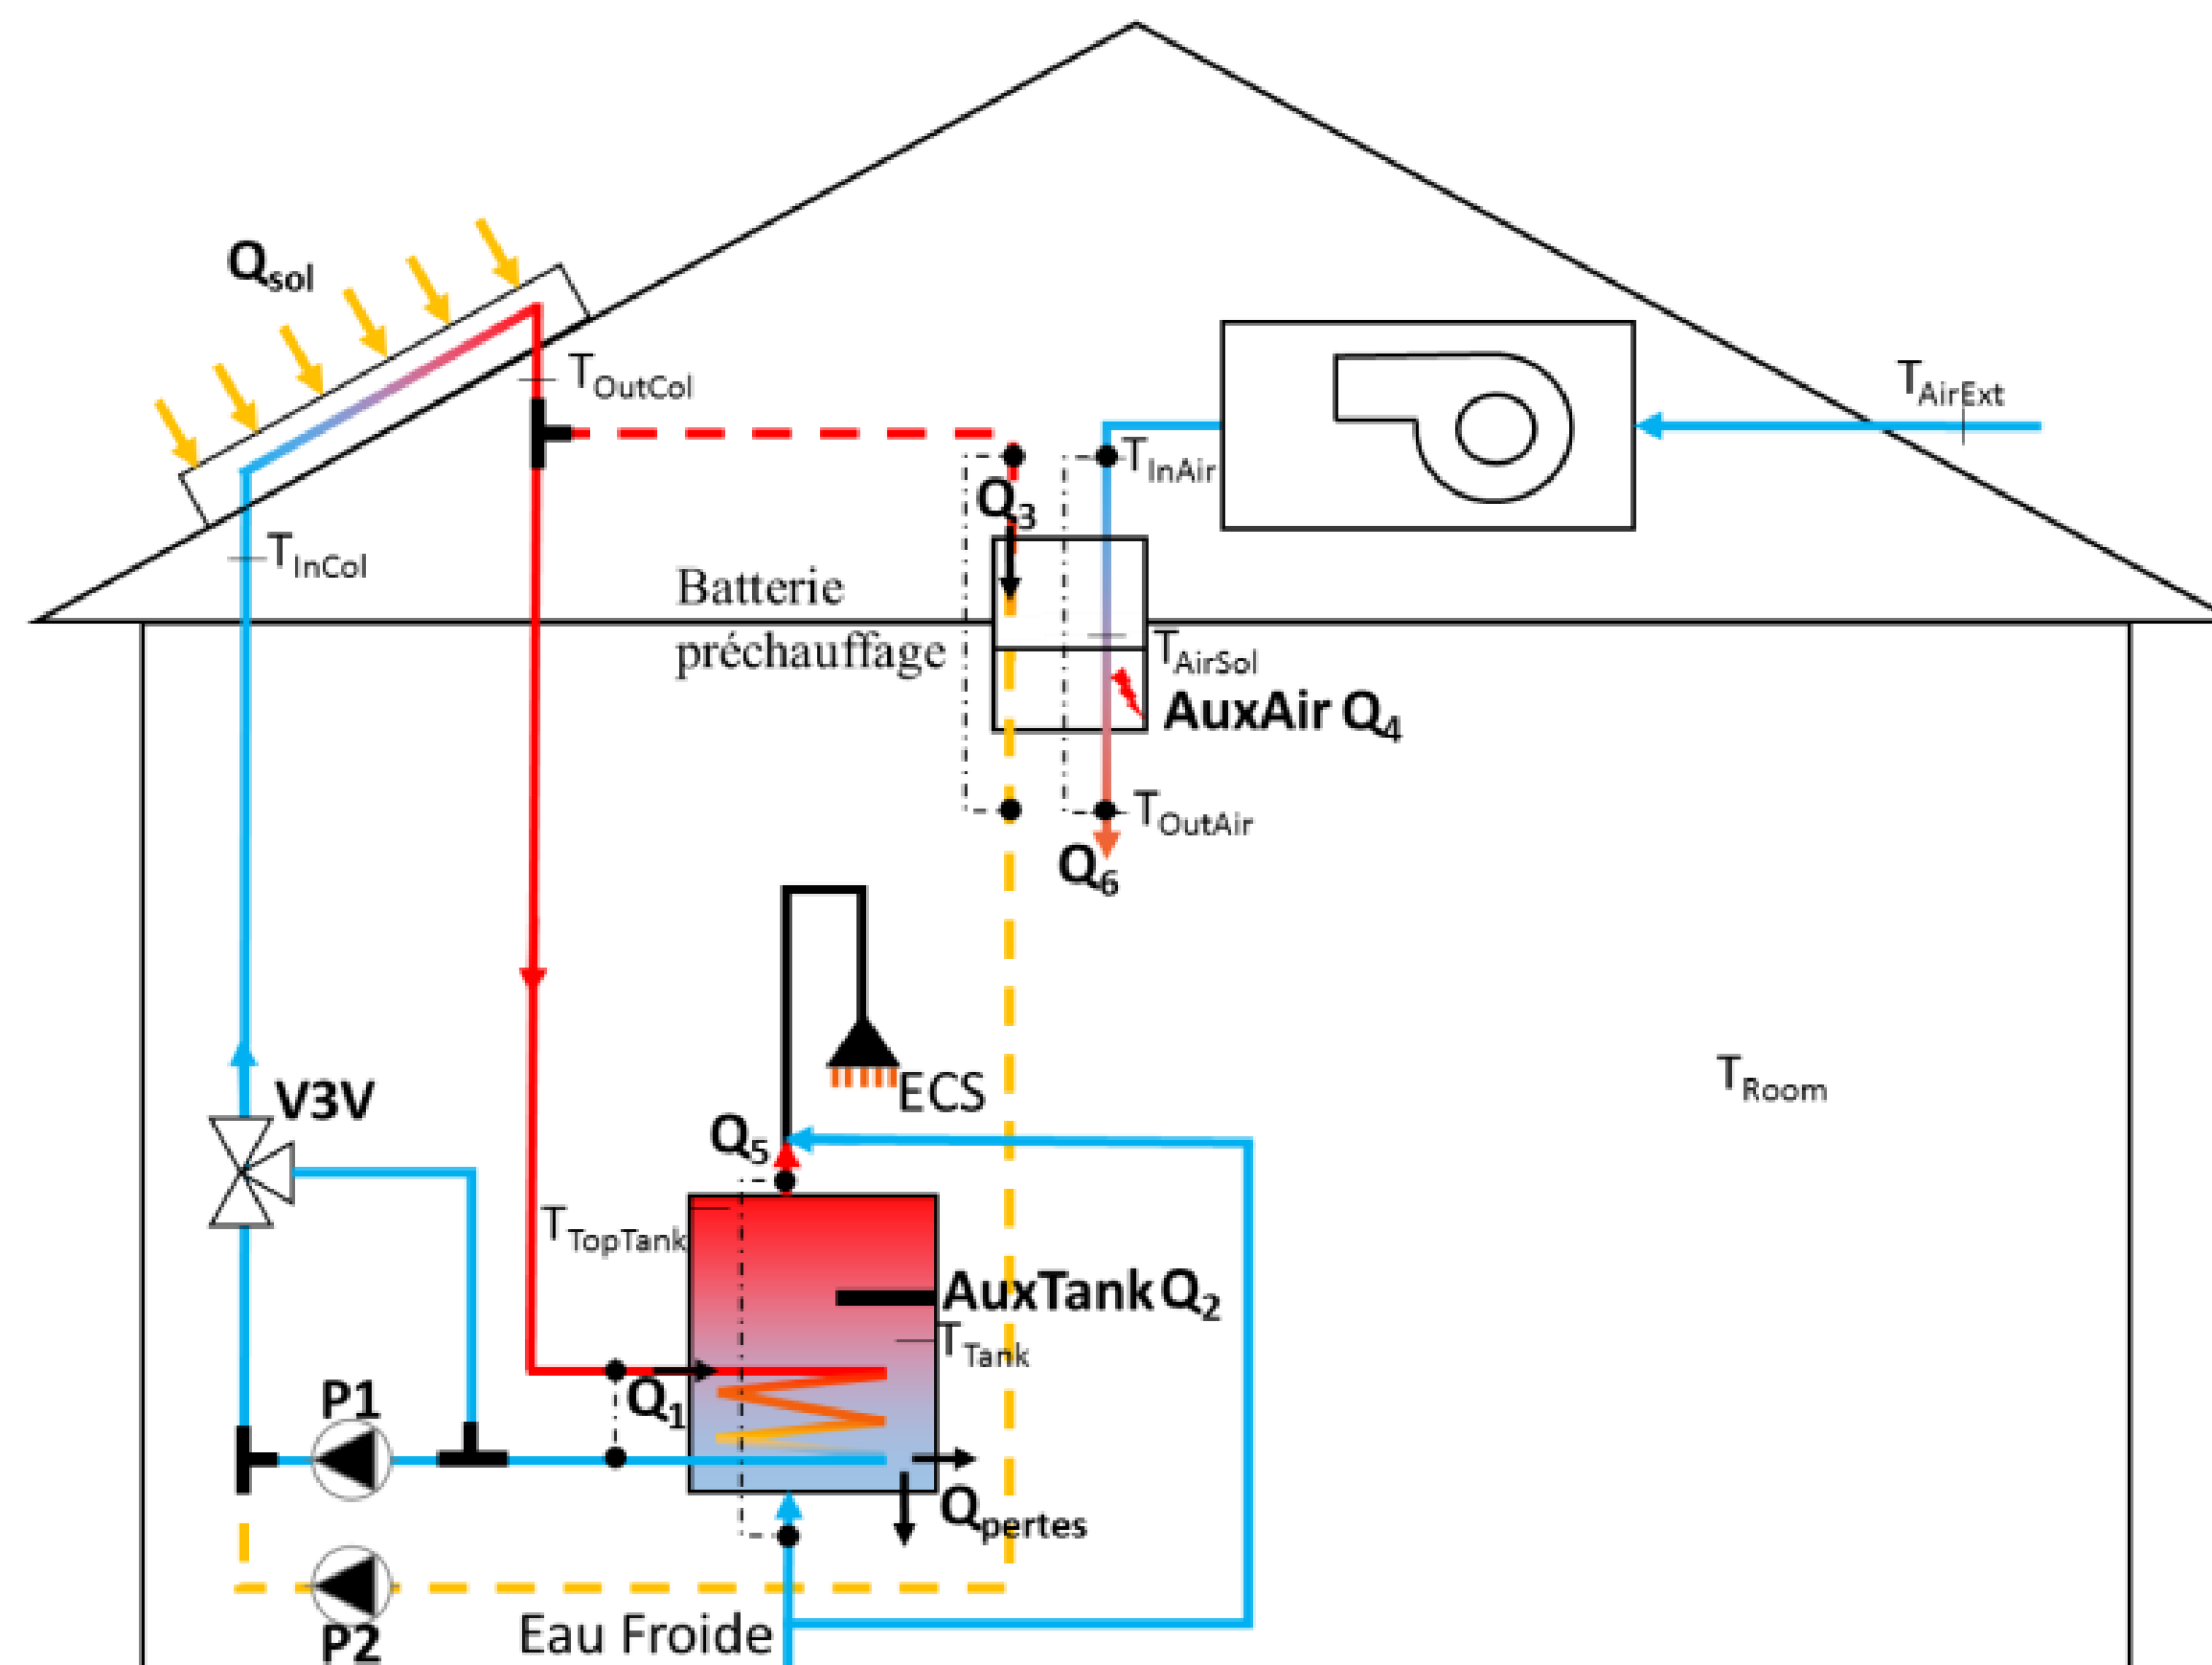 Qsol
TOutCol
TAirExt
TInAir
Q3
TInCol
Batterie
préchauffage
TAirSol
AuxAir Q4
TOutAir
Q6
ECS
TRoom
V3V
Q5
TTopTank
AuxTank Q2
TTank
P1
Q1
Qpertes
Eau Froide
P2